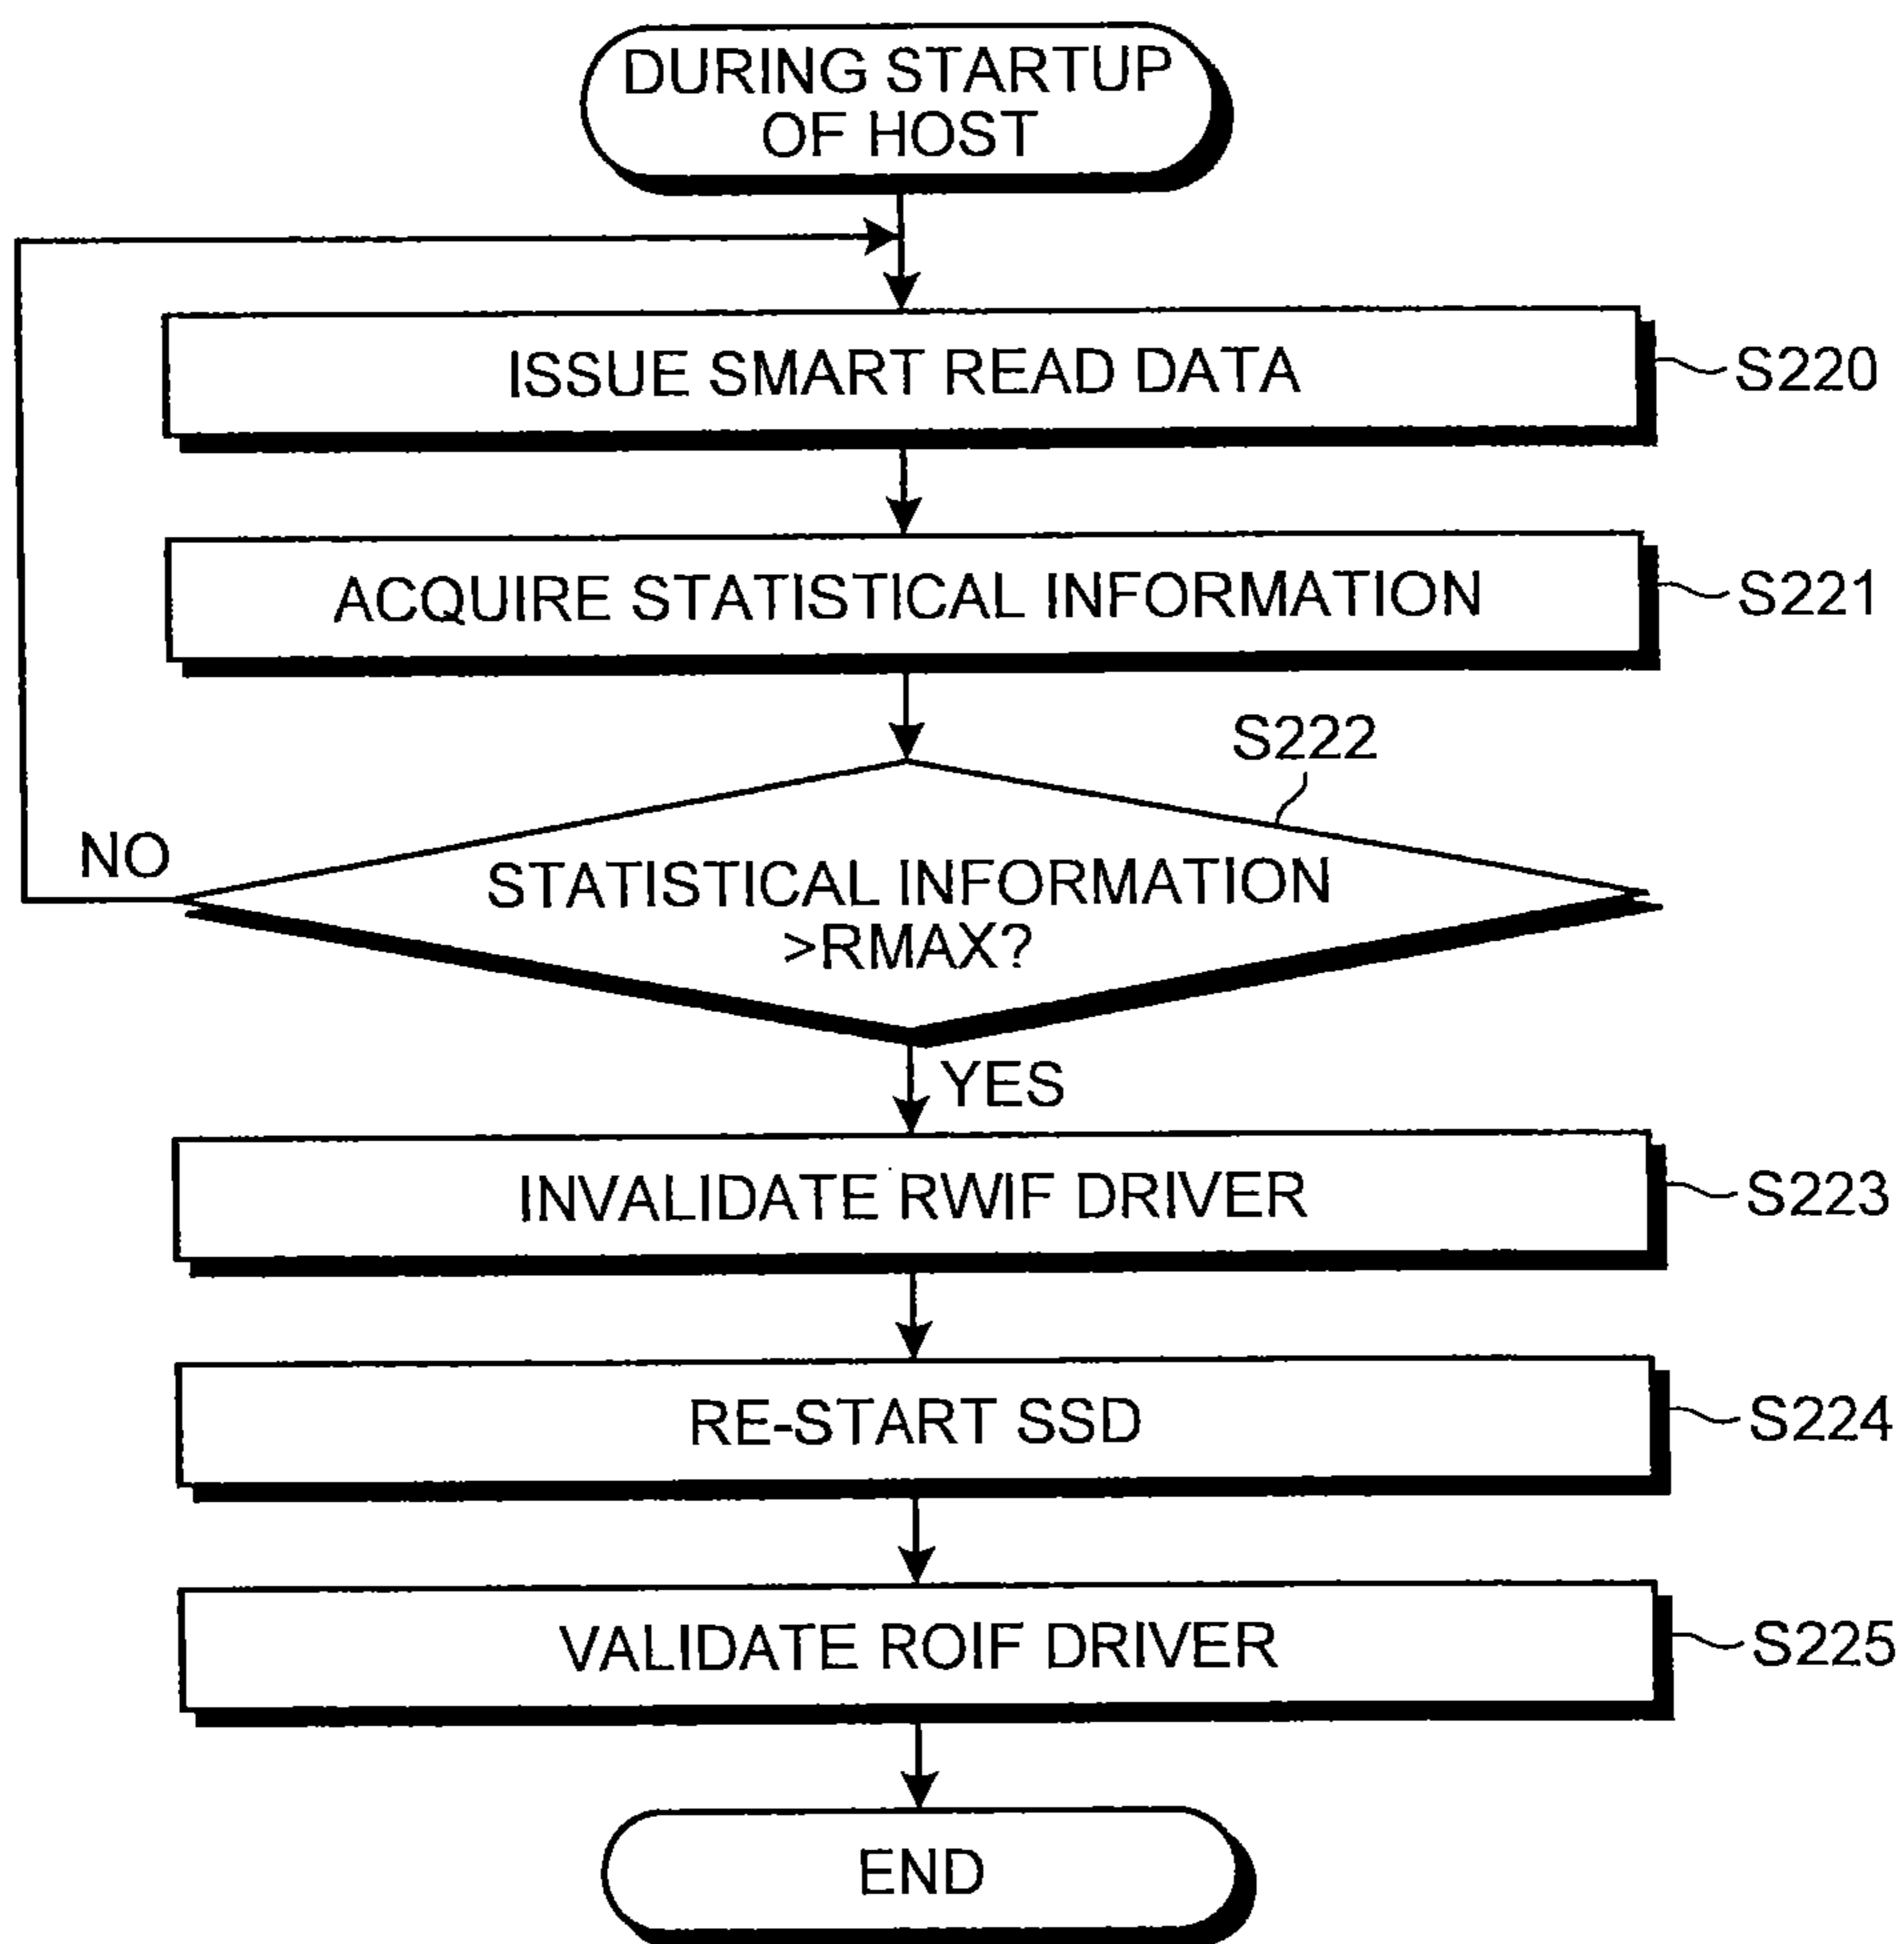 DURING STARTUP
OF HOST
ISSUE SMART READ DATA
S220
ACQUIRE STATISTICAL INFORMATION
S221
S222
NO
STATISTICAL INFORMATION
>RMAX?
YES
INVALIDATE RWIF DRIVER
S223
RE-START SSD
S224
VALIDATE ROIF DRIVER
S225
END